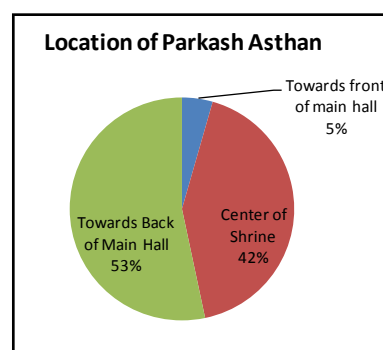 Location of Parkash Asthan
Towards front
of main hall
5%
Center of
Shrine
42%
Towards Back
of Main Hall
53%